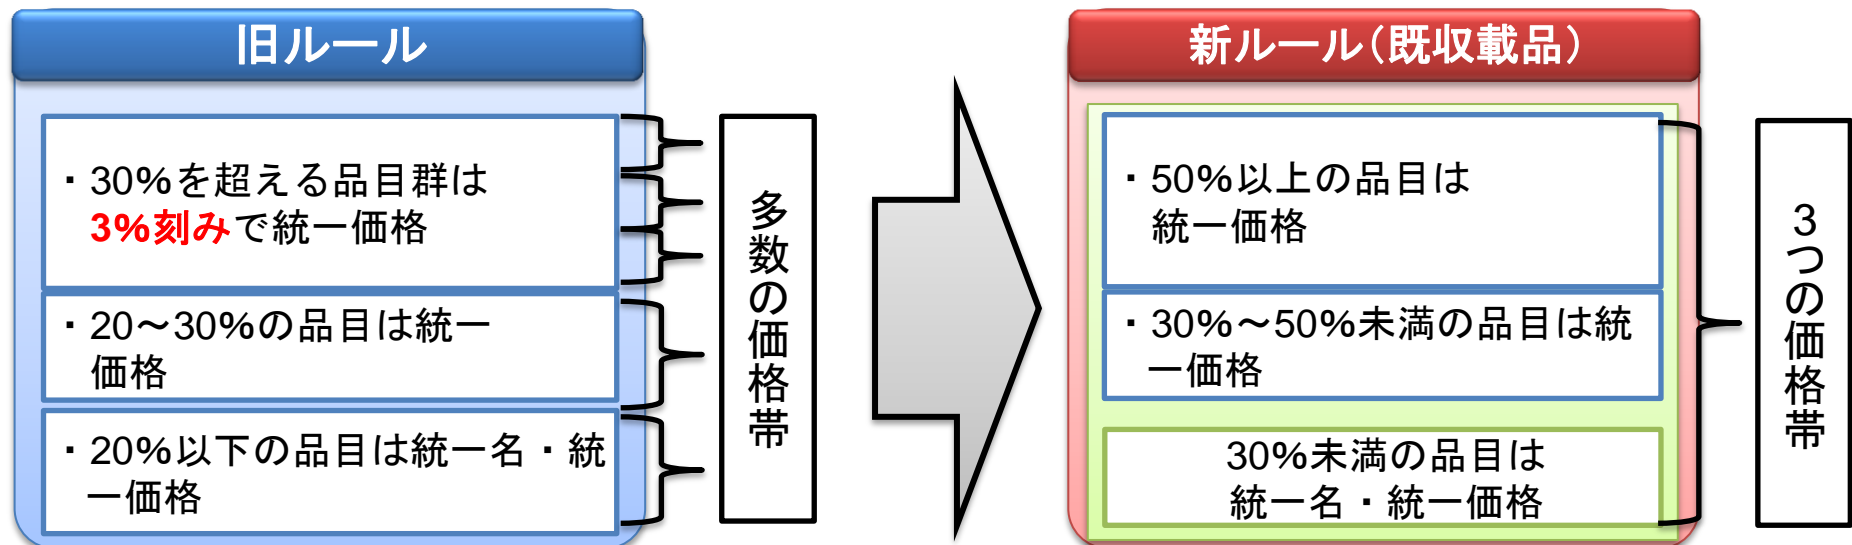 旧ルール
・30%を超える品目群は
3%刻みで統一価格
・20～30%の品目は統一
価格
・20%以下の品目は統一名・統
一価格
多数の価格帯
新ルール（既収載品）
・50%以上の品目は
統一価格
・30%～50%未満の品目は統
一価格
30%未満の品目は
統一名・統一価格
3つの価格帯